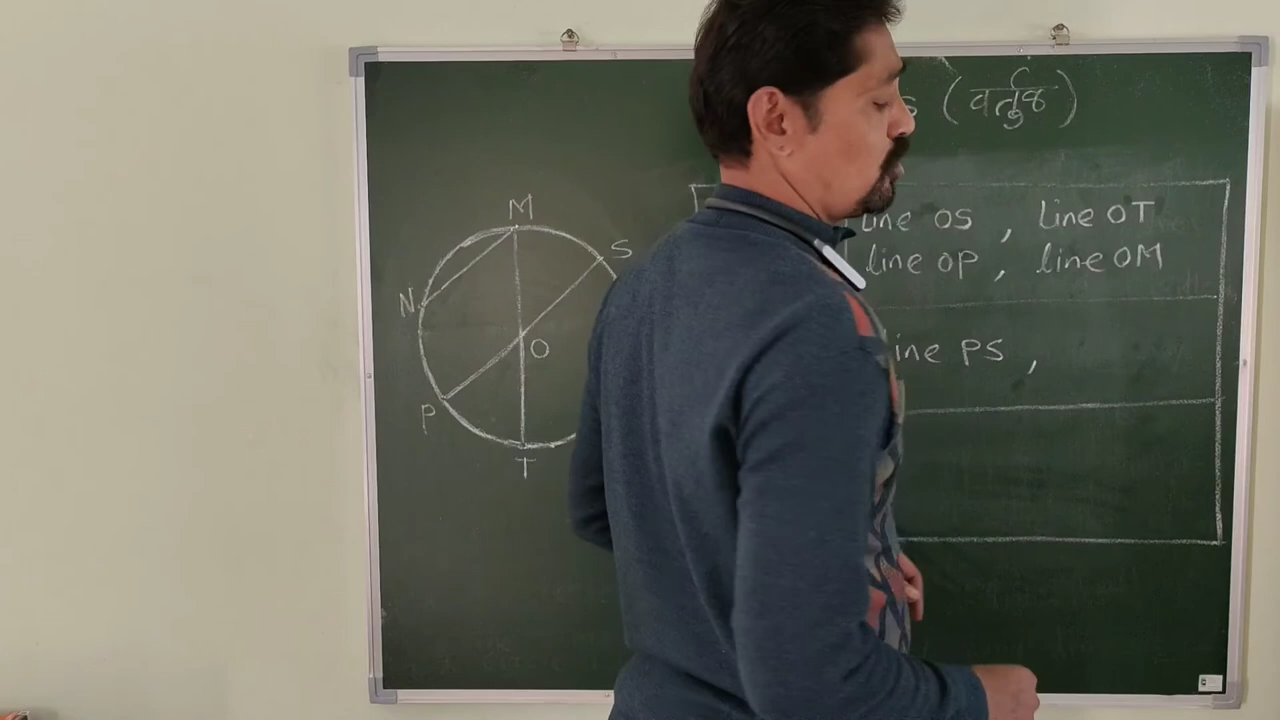 s (वर्तुळ)
M
S
N
O
P
T
line OS , line OT
line OP , line OM
line PS ,